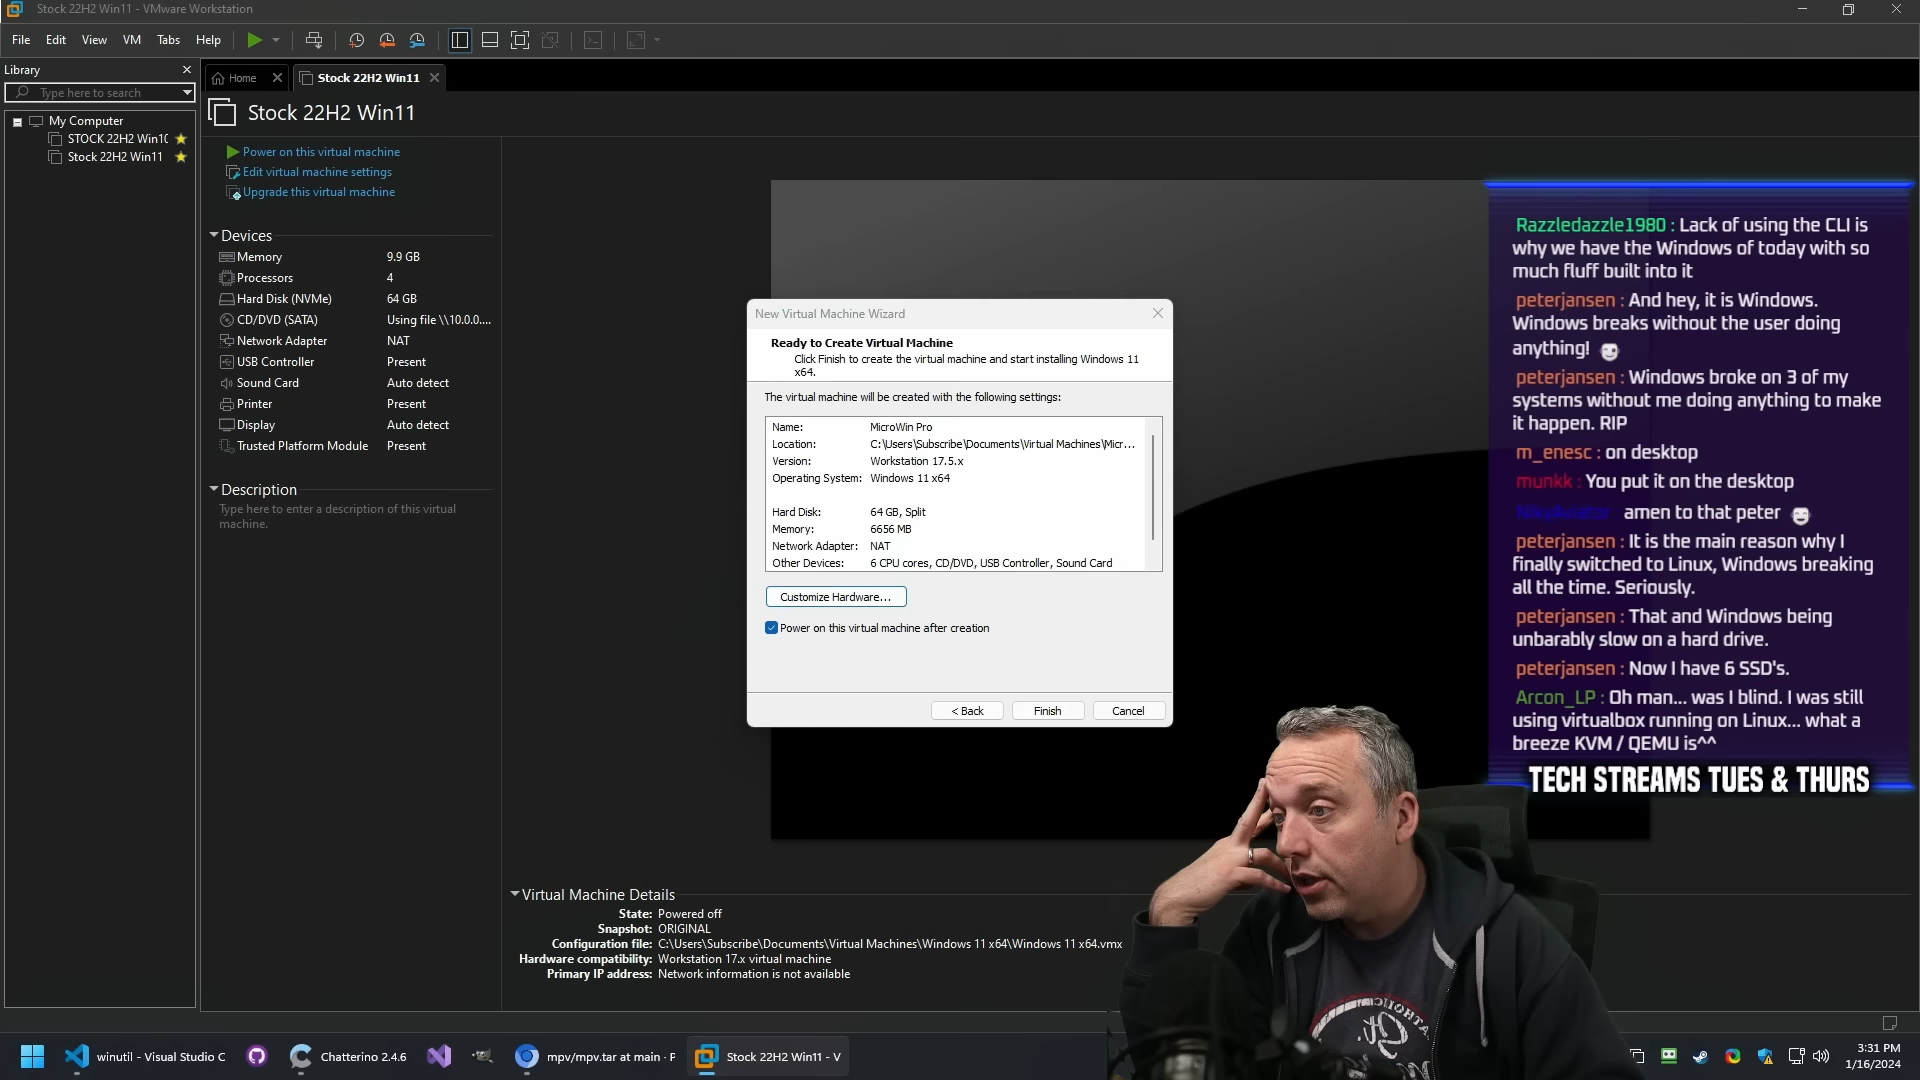 Stock 22H2 Win11 - VMware Workstation
File Edit View VM Tabs Help
Library
Type here to search
My Computer
STOCK 22H2 Win10
Stock 22H2 Win11
Home
Stock 22H2 Win11
Stock 22H2 Win11
Power on this virtual machine
Edit virtual machine settings
Upgrade this virtual machine
Devices
Memory 9.9 GB
Processors 4
Hard Disk (NVMe) 64 GB
CD/DVD (SATA) Using file \\10.0.0....
Network Adapter NAT
USB Controller Present
Sound Card Auto detect
Printer Present
Display Auto detect
Trusted Platform Module Present
Description
Type here to enter a description of this virtual
machine.
New Virtual Machine Wizard
Ready to Create Virtual Machine
Click Finish to create the virtual machine and start installing Windows 11
x64.
The virtual machine will be created with the following settings:
Name: MicroWin Pro
Location: C:\Users\Subscribe\Documents\Virtual Machines\Micr...
Version: Workstation 17.5.x
Operating System: Windows 11 x64
Hard Disk: 64 GB, Split
Memory: 6656 MB
Network Adapter: NAT
Other Devices: 6 CPU cores, CD/DVD, USB Controller, Sound Card
Customize Hardware...
Power on this virtual machine after creation
< Back Finish Cancel
Razzledazzle1980 : Lack of using the CLI is
why we have the Windows of today with so
much fluff built into it
peterjansen : And hey, it is Windows.
Windows breaks without the user doing
anything!
peterjansen : Windows broke on 3 of my
systems without me doing anything to make
it happen. RIP
m_enesc : on desktop
munkk : You put it on the desktop
amen to that peter
peterjansen : It is the main reason why I
finally switched to Linux, Windows breaking
all the time. Seriously.
peterjansen : That and Windows being
unbarably slow on a hard drive.
peterjansen : Now I have 6 SSD's.
Arcon_LP : Oh man... was I blind. I was still
using virtualbox running on Linux... what a
breeze KVM / QEMU is^^
TECH STREAMS TUES & THURS
Virtual Machine Details
State: Powered off
Snapshot: ORIGINAL
Configuration file: C:\Users\Subscribe\Documents\Virtual Machines\Windows 11 x64\Windows 11 x64.vmx
Hardware compatibility: Workstation 17.x virtual machine
Primary IP address: Network information is not available
winutil - Visual Studio C
Chatterino 2.4.6
mpv/mpv.tar at main · P
Stock 22H2 Win11 - V
3:31 PM
1/16/2024